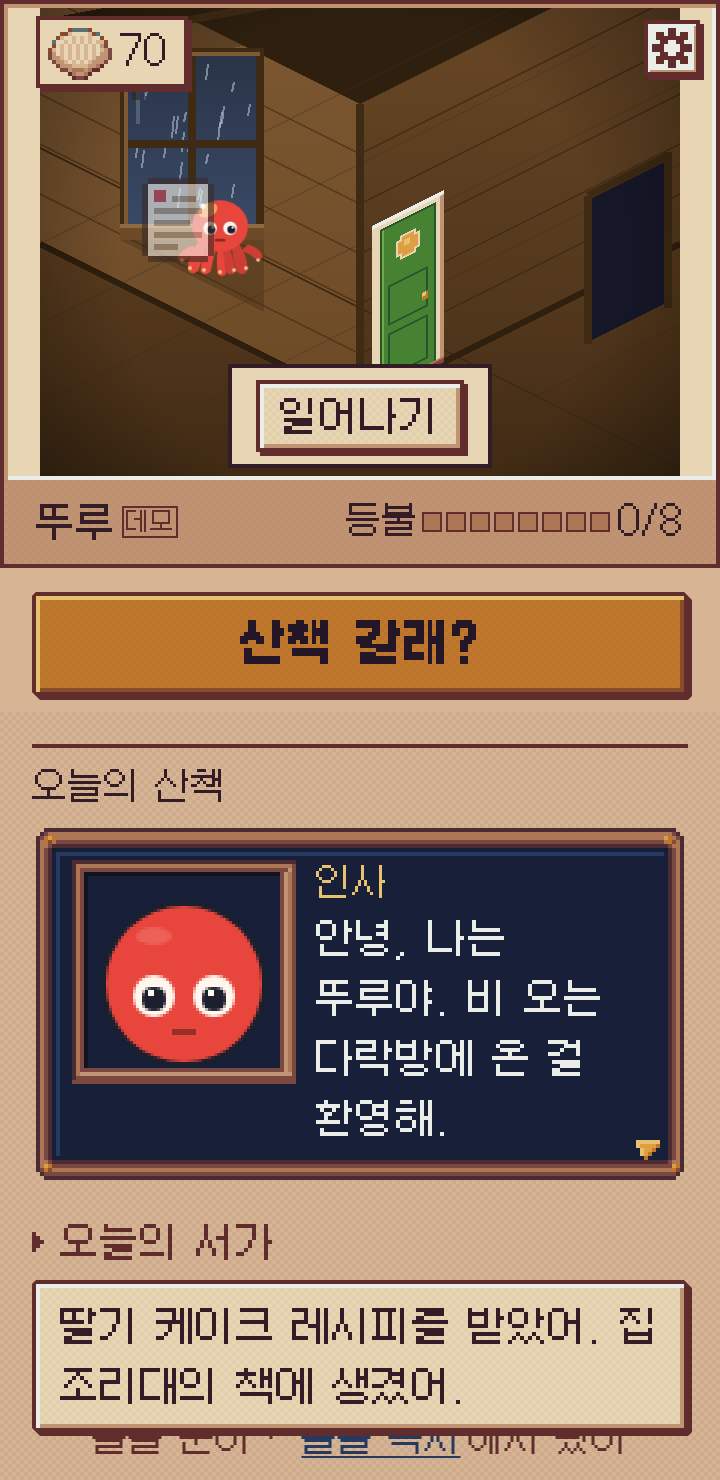 70
일어나기
뚜루 데모 등불 0/8
산책 갈래?
오늘의 산책
인사
안녕, 나는
뚜루야. 비 오는
다락방에 온 걸
환영해.
오늘의 서가
딸기 케이크 레시피를 받았어. 집
조리대의 책에 생겼어.